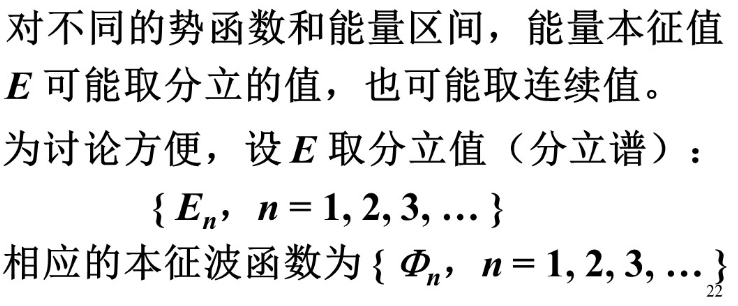 对不同的势函数和能量区间，能量本征值
E 可能取分立的值，也可能取连续值。
为讨论方便，设 E 取分立值（分立谱）：
{ Eₙ， n = 1, 2, 3, … }
相应的本征波函数为 { Φₙ， n = 1, 2, 3, … }
22